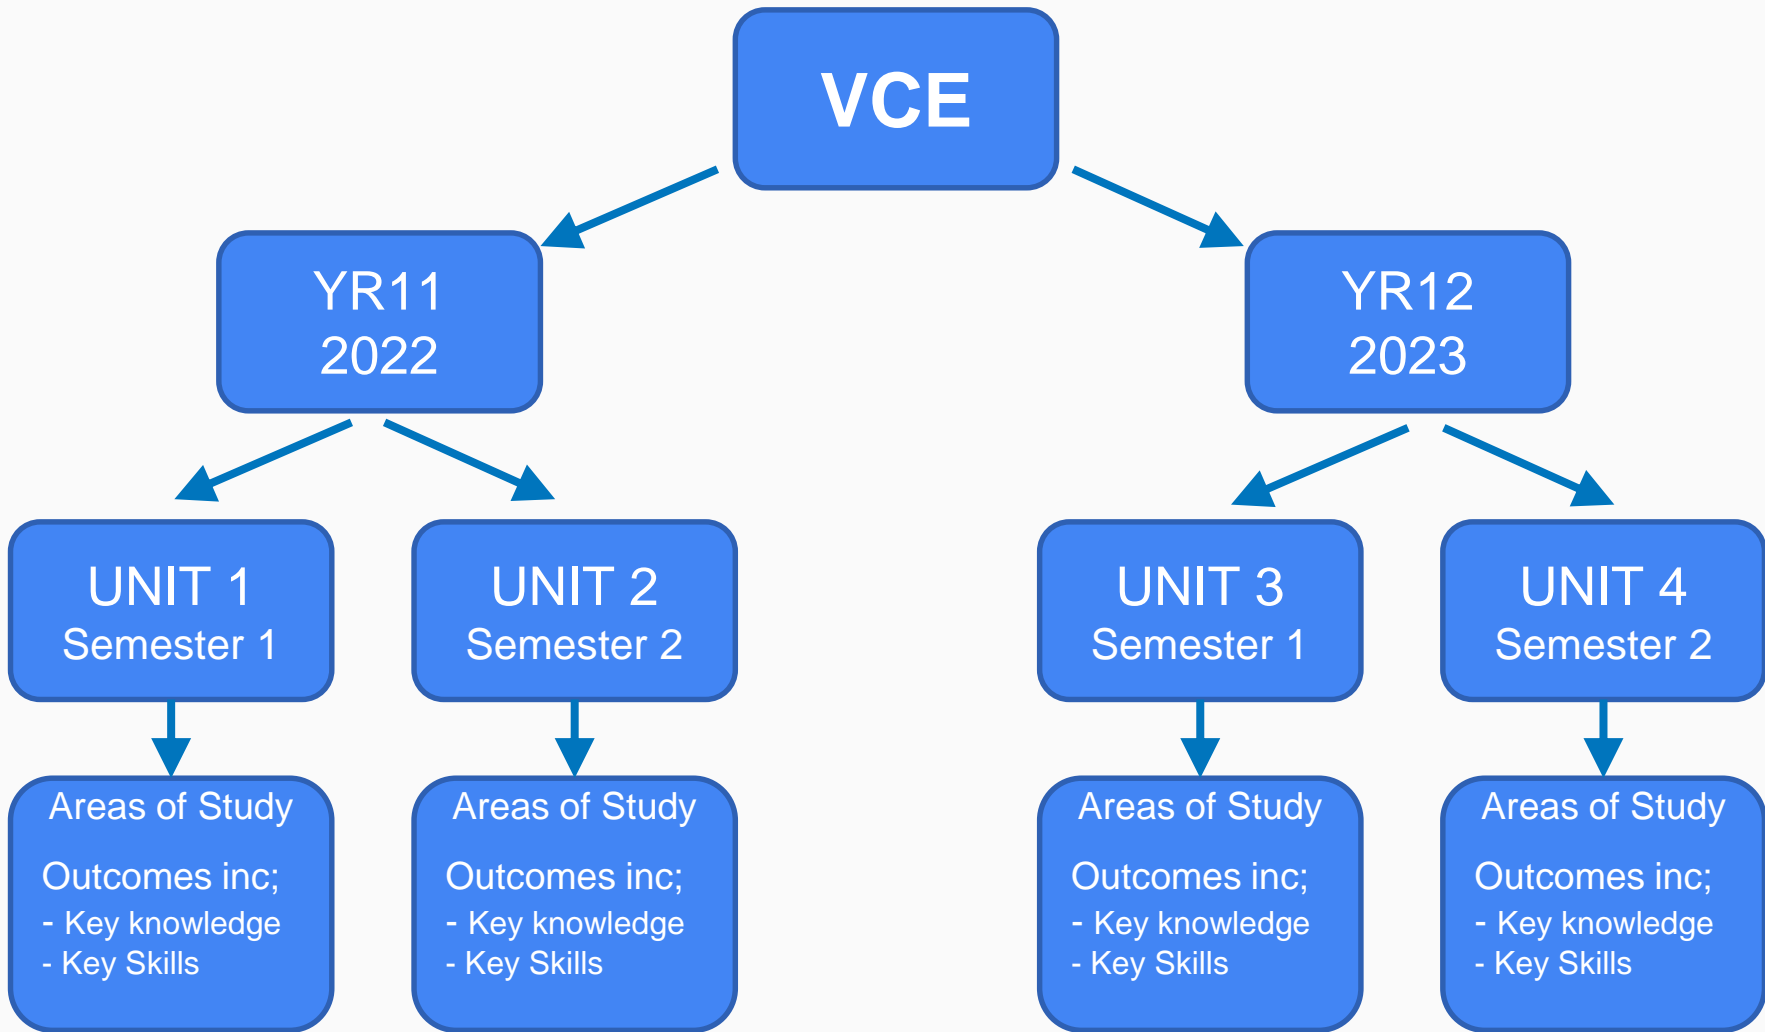 VCE
YR11
2022
YR12
2023
UNIT 1
Semester 1
UNIT 2
Semester 2
UNIT 3
Semester 1
UNIT 4
Semester 2
Areas of Study
Outcomes inc;
- Key knowledge
- Key Skills
Areas of Study
Outcomes inc;
- Key knowledge
- Key Skills
Areas of Study
Outcomes inc;
- Key knowledge
- Key Skills
Areas of Study
Outcomes inc;
- Key knowledge
- Key Skills